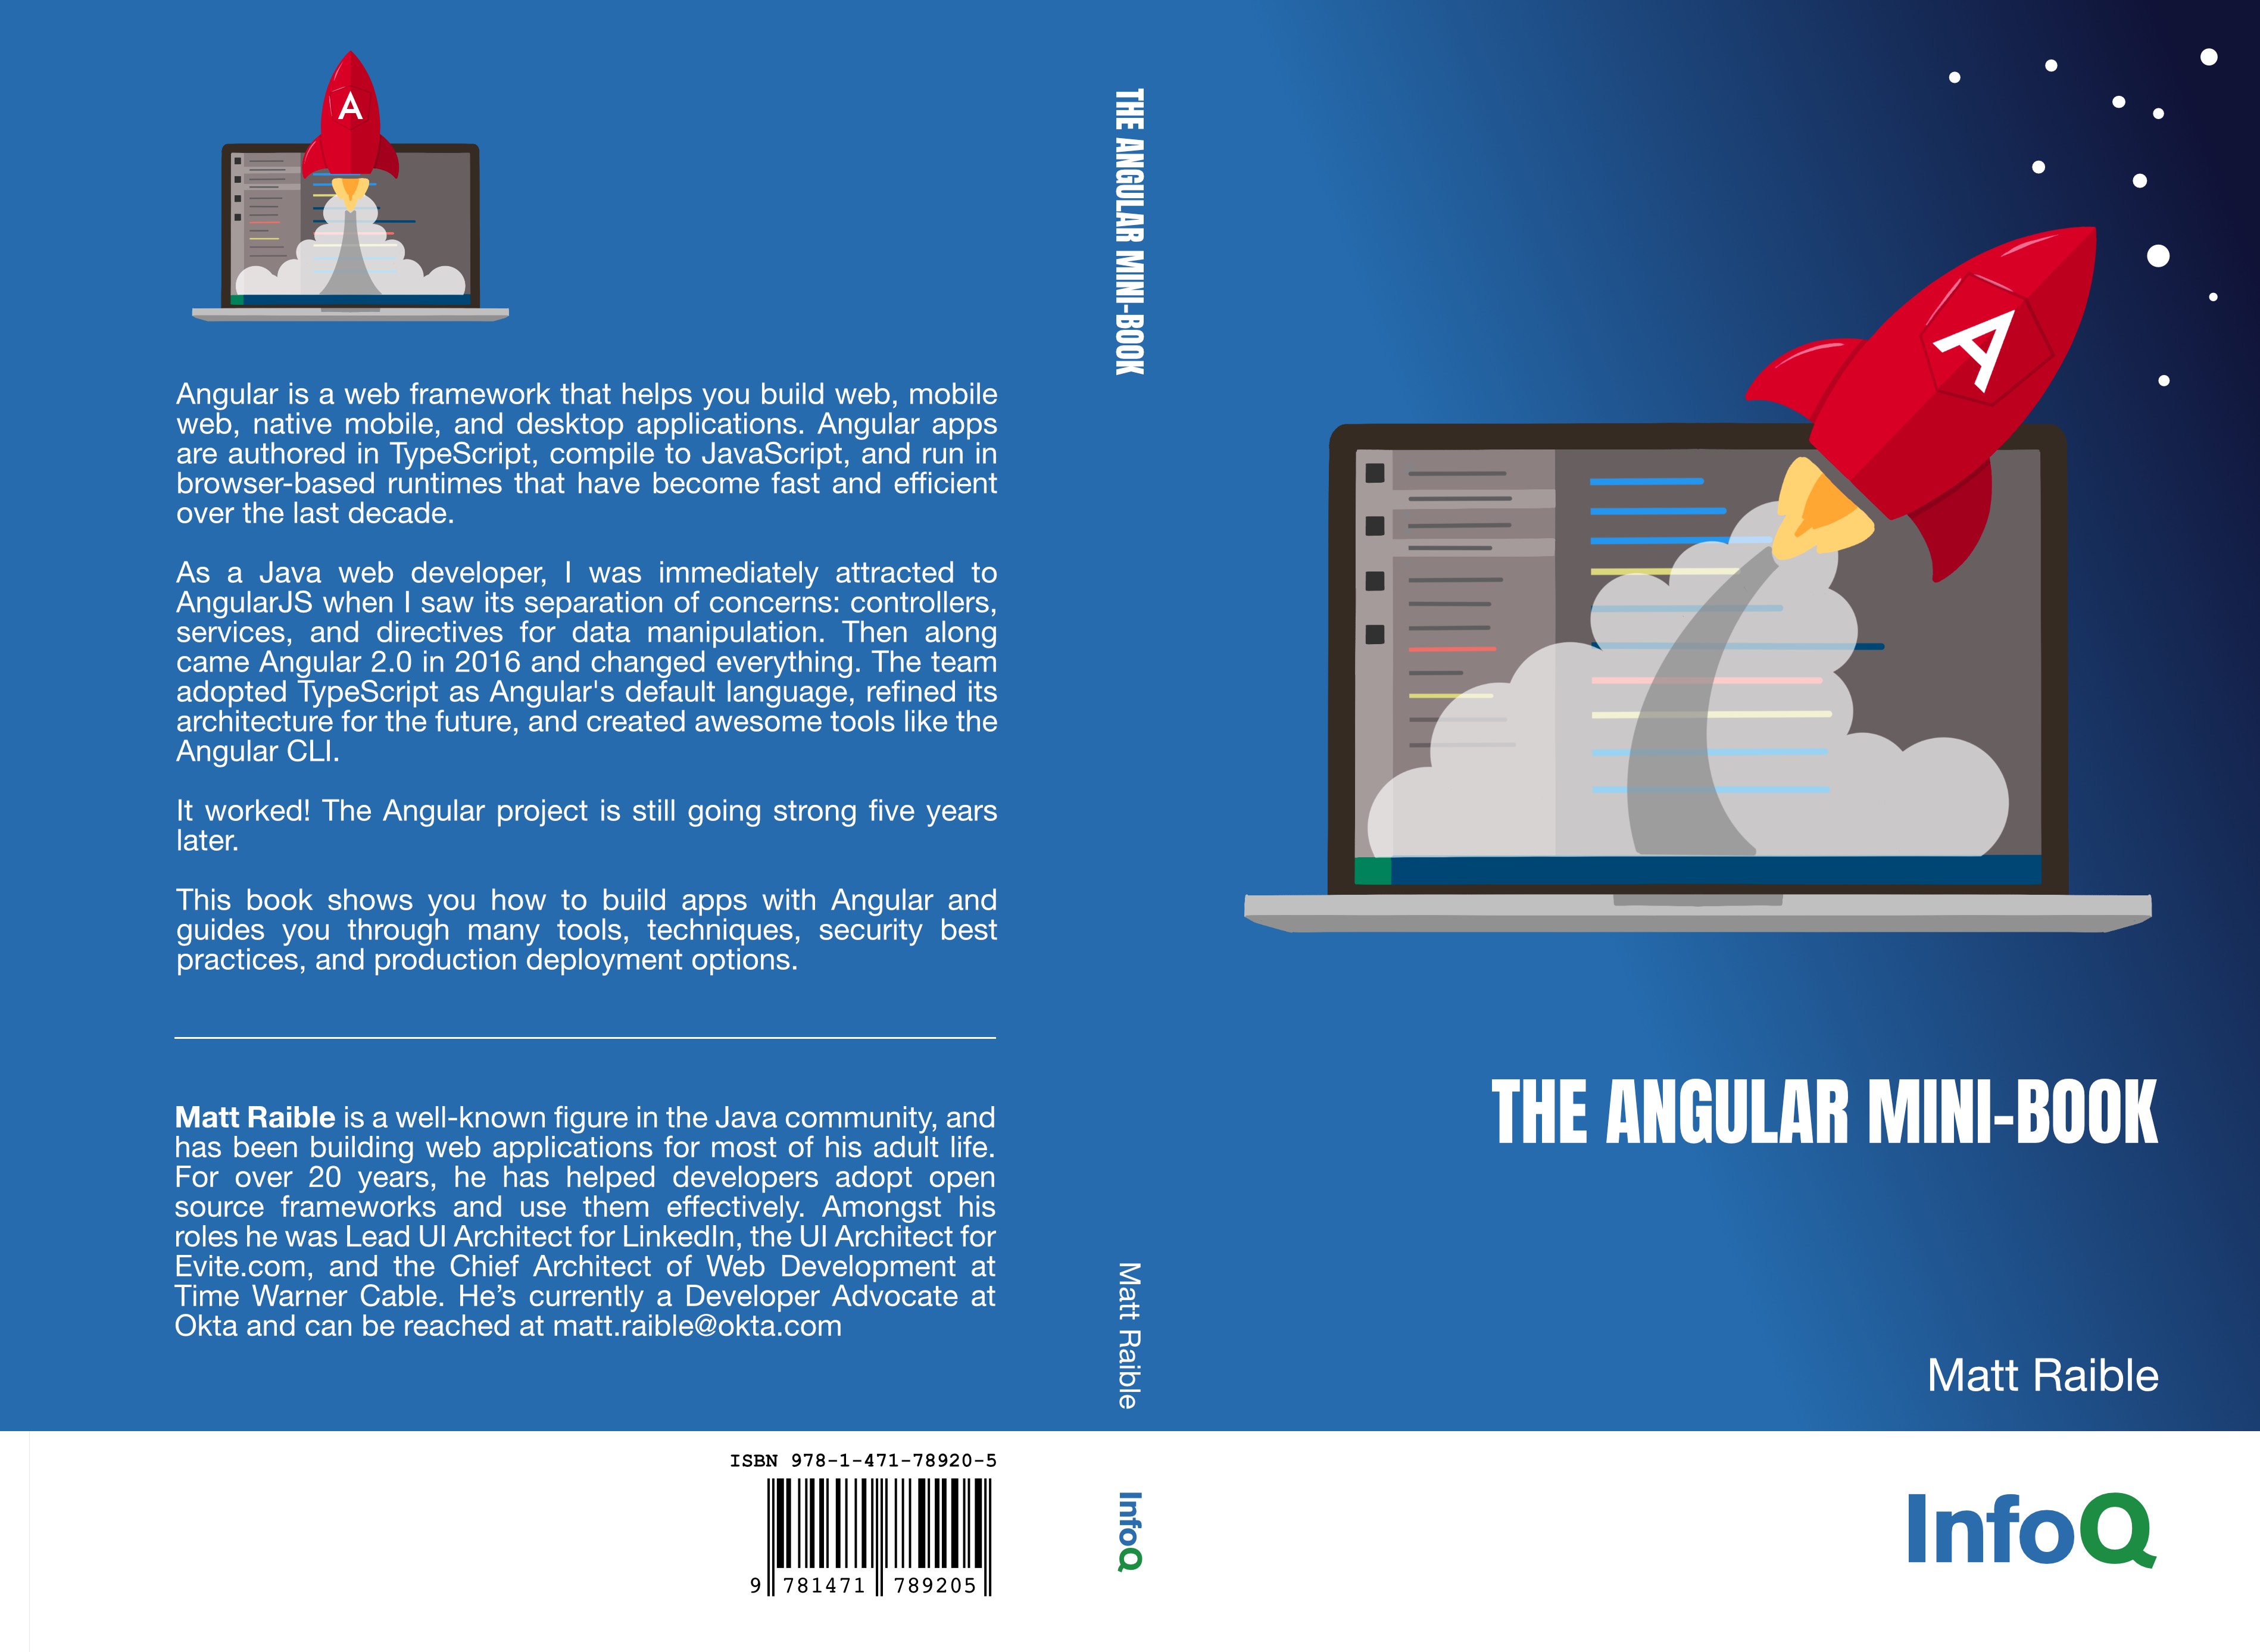 A
Angular is a web framework that helps you build web, mobile
web, native mobile, and desktop applications. Angular apps
are authored in TypeScript, compile to JavaScript, and run in
browser-based runtimes that have become fast and efficient
over the last decade.
As a Java web developer, I was immediately attracted to
AngularJS when I saw its separation of concerns: controllers,
services, and directives for data manipulation. Then along
came Angular 2.0 in 2016 and changed everything. The team
adopted TypeScript as Angular's default language, refined its
architecture for the future, and created awesome tools like the
Angular CLI.
It worked! The Angular project is still going strong five years
later.
This book shows you how to build apps with Angular and
guides you through many tools, techniques, security best
practices, and production deployment options.
Matt Raible is a well-known figure in the Java community, and
has been building web applications for most of his adult life.
For over 20 years, he has helped developers adopt open
source frameworks and use them effectively. Amongst his
roles he was Lead UI Architect for LinkedIn, the UI Architect for
Evite.com, and the Chief Architect of Web Development at
Time Warner Cable. He’s currently a Developer Advocate at
Okta and can be reached at matt.raible@okta.com
ISBN 978-1-471-78920-5
9 781471 789205
THE ANGULAR MINI-BOOK
Matt Raible
InfoQ
A
THE ANGULAR MINI-BOOK
Matt Raible
InfoQ